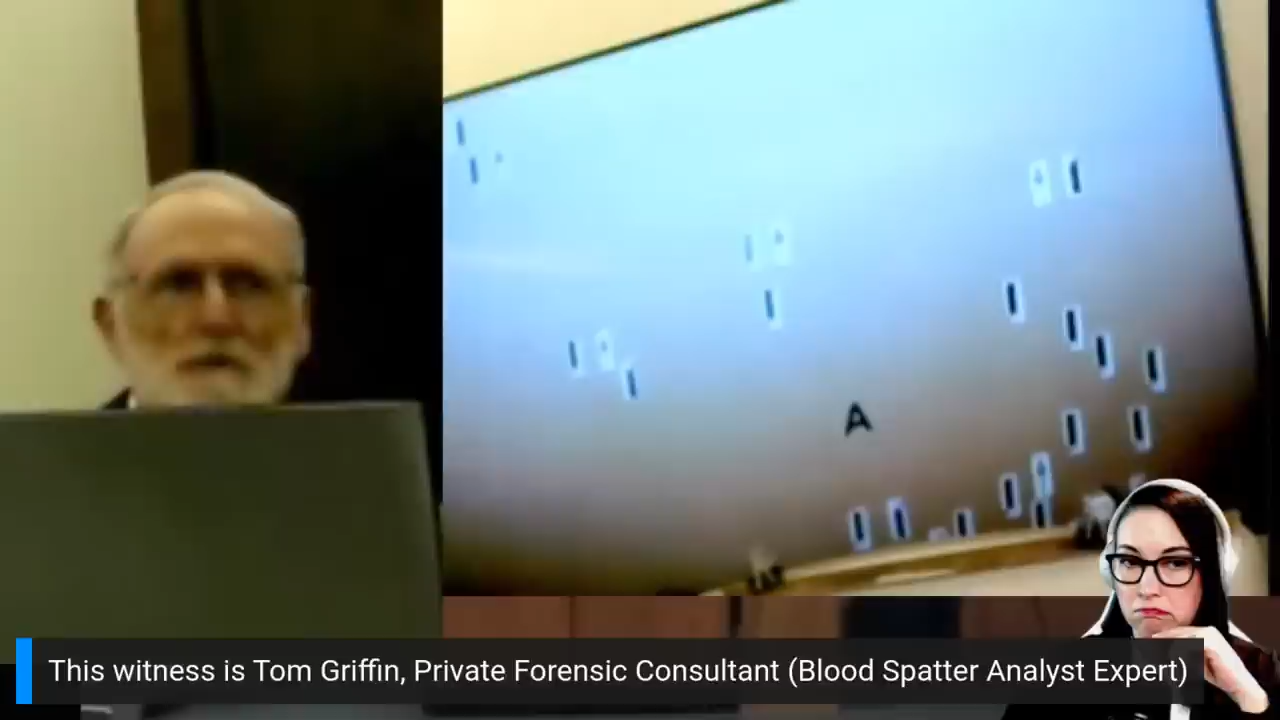 A
This witness is Tom Griffin, Private Forensic Consultant (Blood Spatter Analyst Expert)